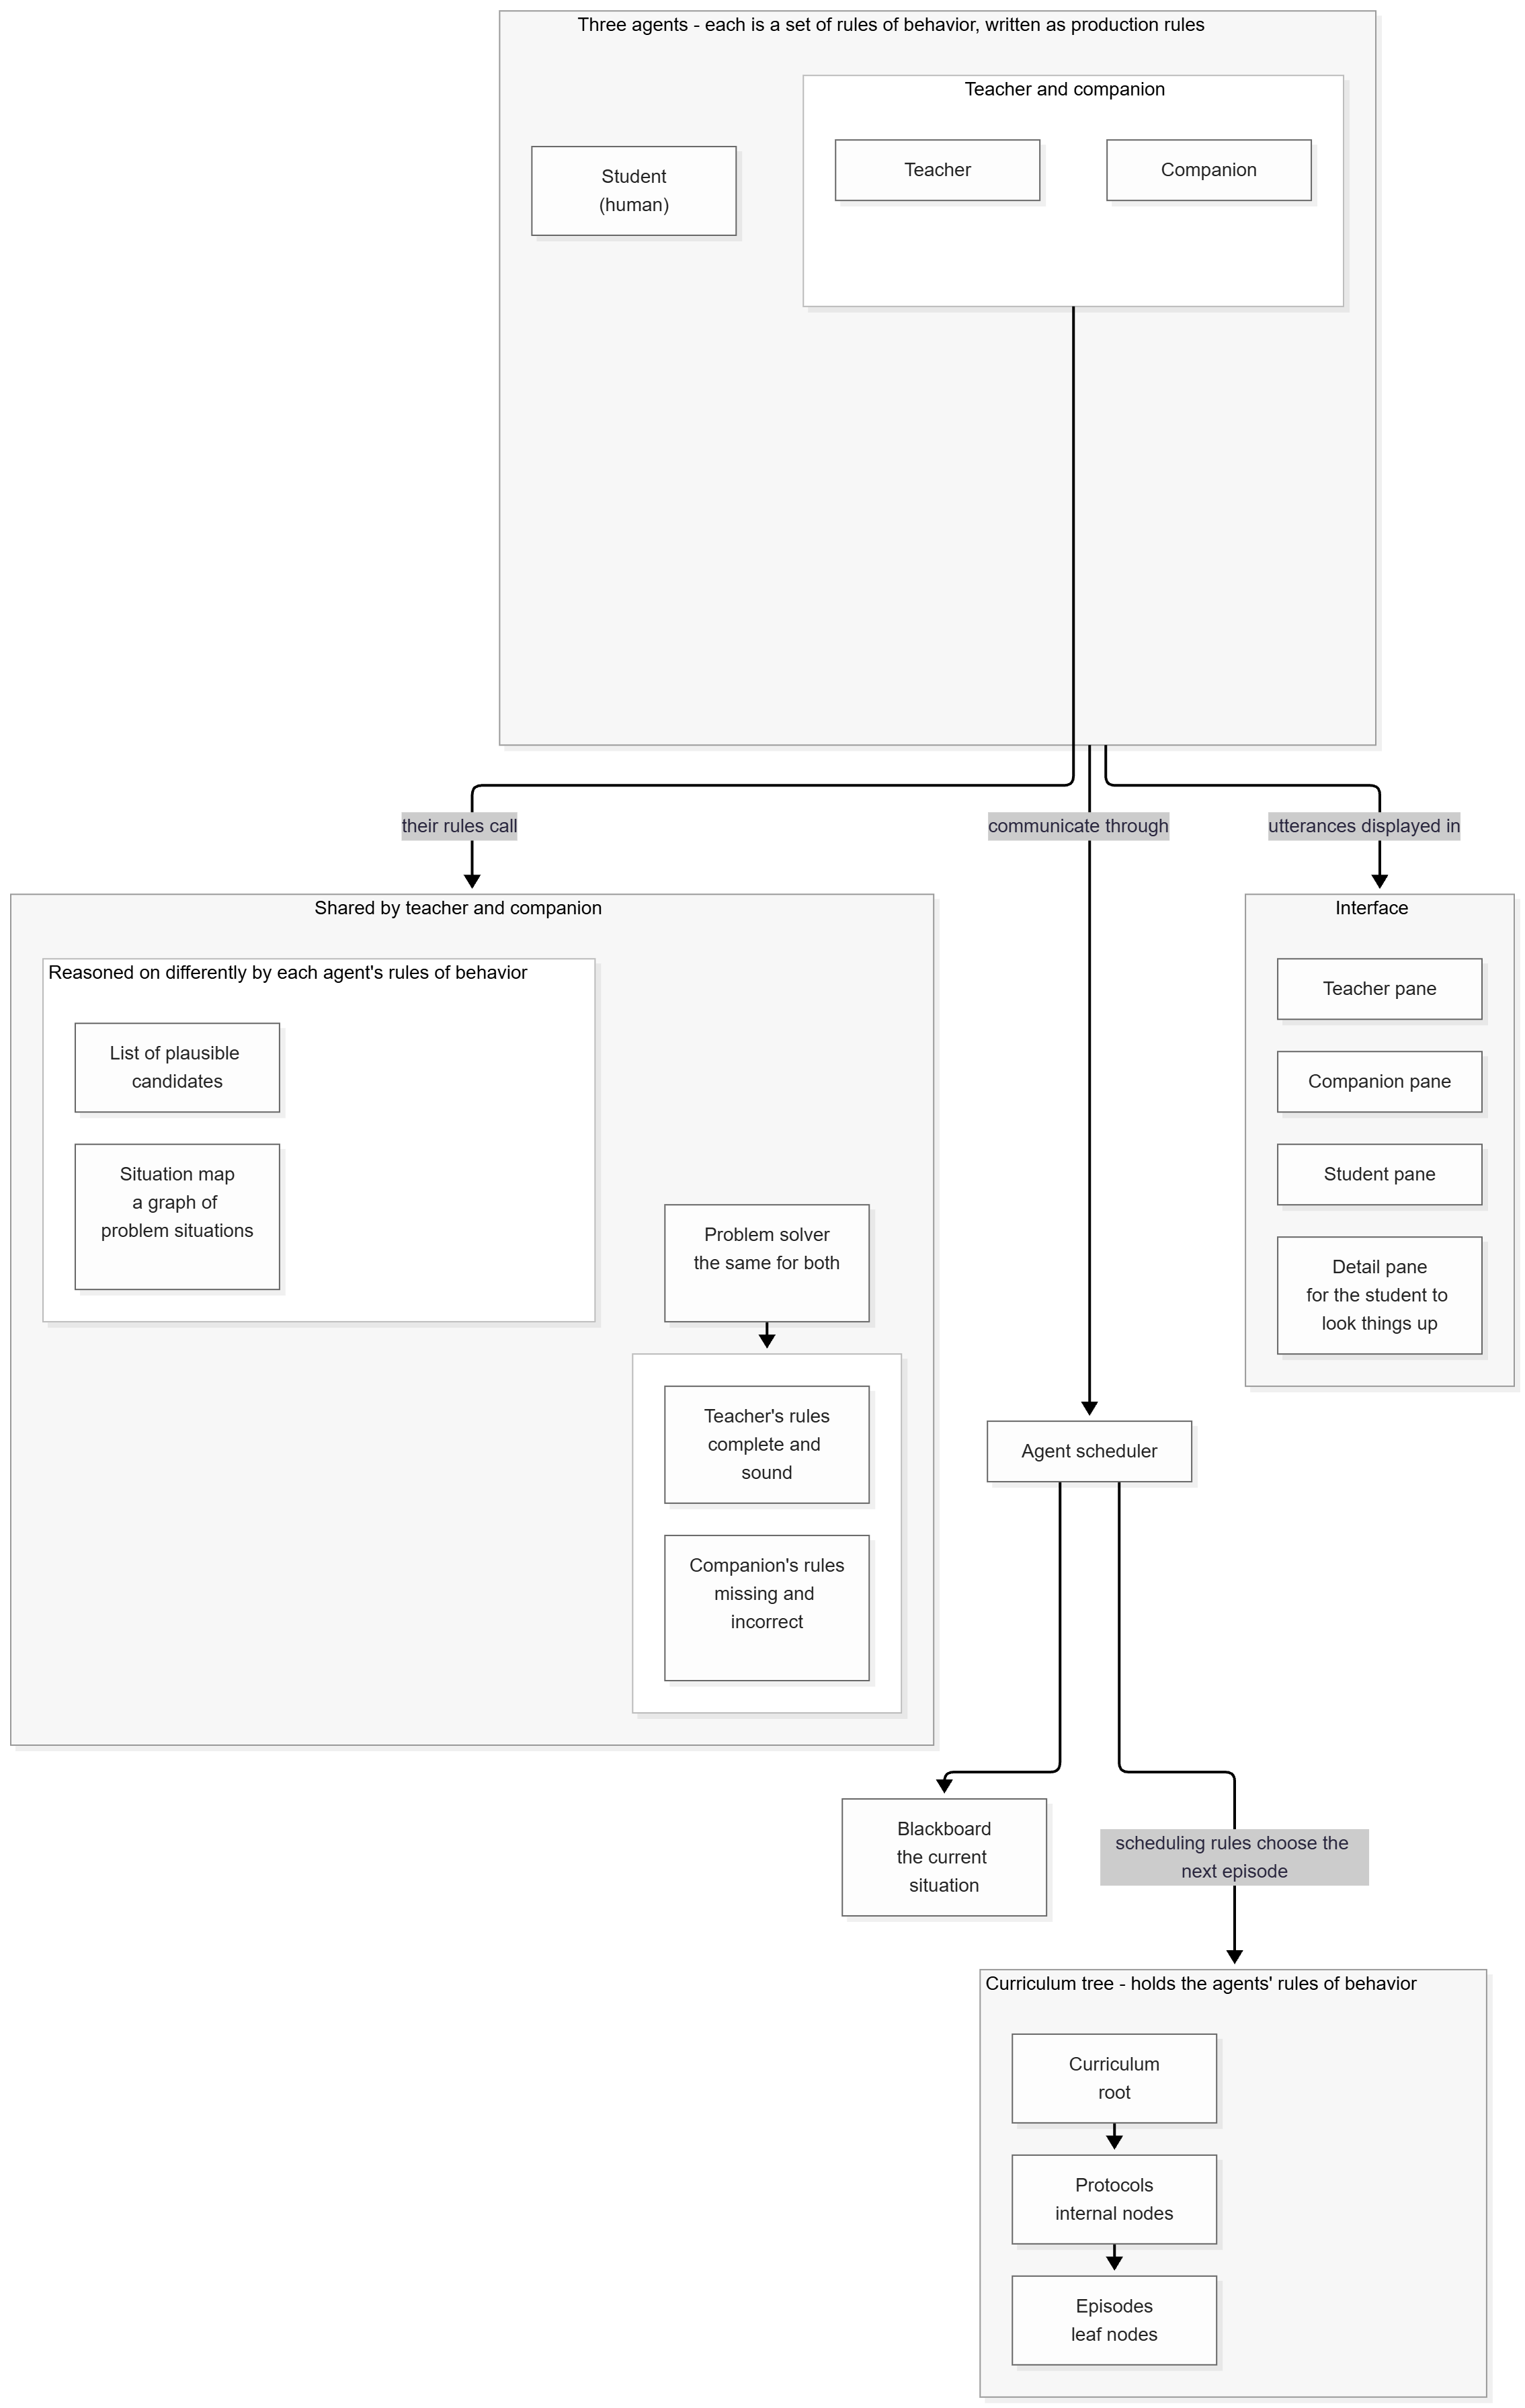 Three agents - each is a set of rules of behavior, written as production rules
Teacher and companion
Student
(human)
Teacher
Companion
their rules call
communicate through
utterances displayed in
Shared by teacher and companion
Reasoned on differently by each agent's rules of behavior
List of plausible
candidates
Situation map
a graph of
problem situations
Problem solver
the same for both
Teacher's rules
complete and
sound
Companion's rules
missing and
incorrect
Interface
Teacher pane
Companion pane
Student pane
Detail pane
for the student to
look things up
Agent scheduler
Blackboard
the current
situation
scheduling rules choose the
next episode
Curriculum tree - holds the agents' rules of behavior
Curriculum
root
Protocols
internal nodes
Episodes
leaf nodes